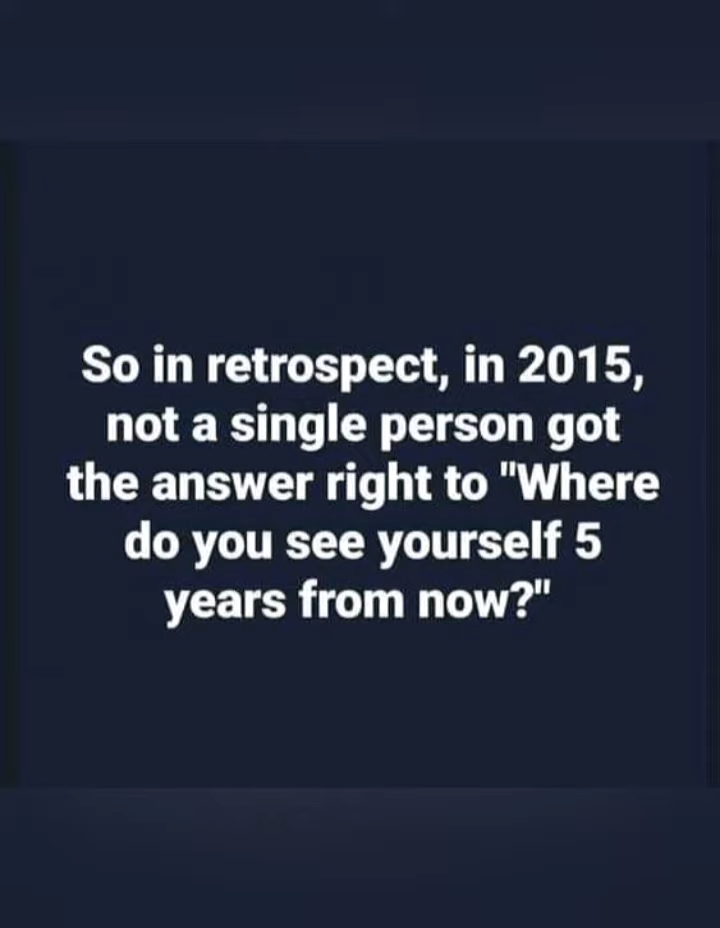 So in retrospect, in 2015,
not a single person got
the answer right to "Where
do you see yourself 5
years from now?"